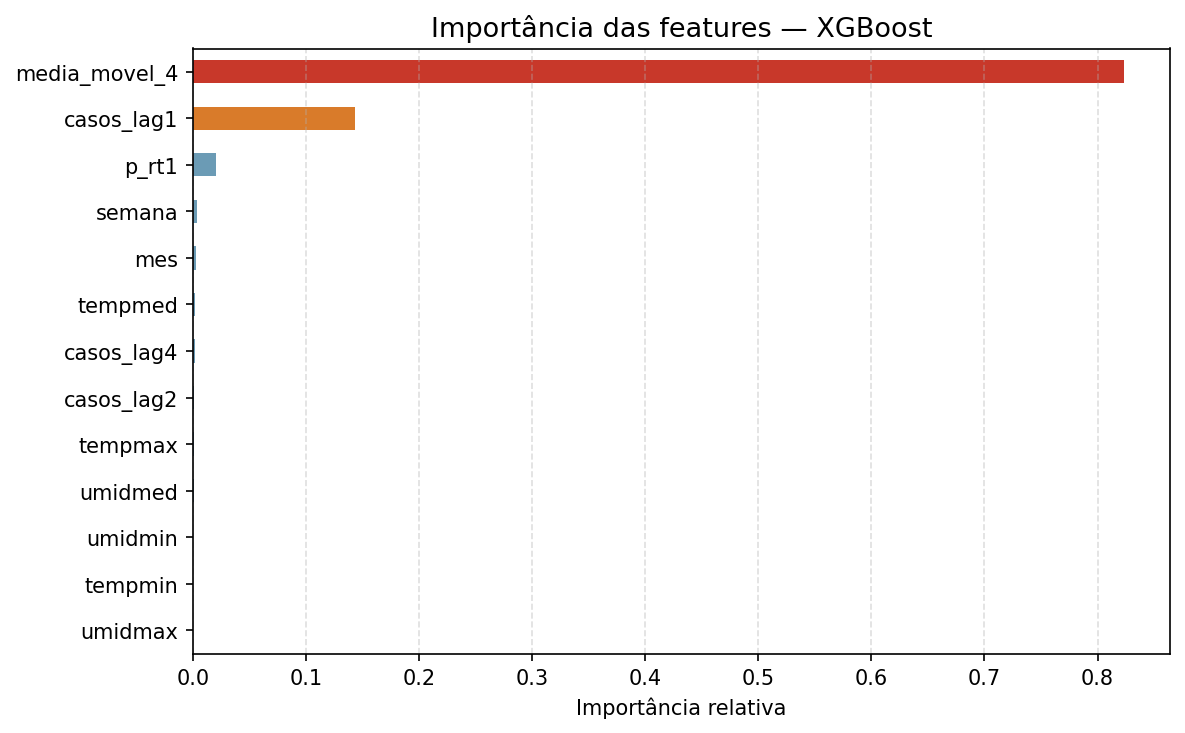 Importância das features — XGBoost
media_movel_4
casos_lag1
p_rt1
semana
mes
tempmed
casos_lag4
casos_lag2
tempmax
umidmed
umidmin
tempmin
umidmax
0.0 0.1 0.2 0.3 0.4 0.5 0.6 0.7 0.8
Importância relativa